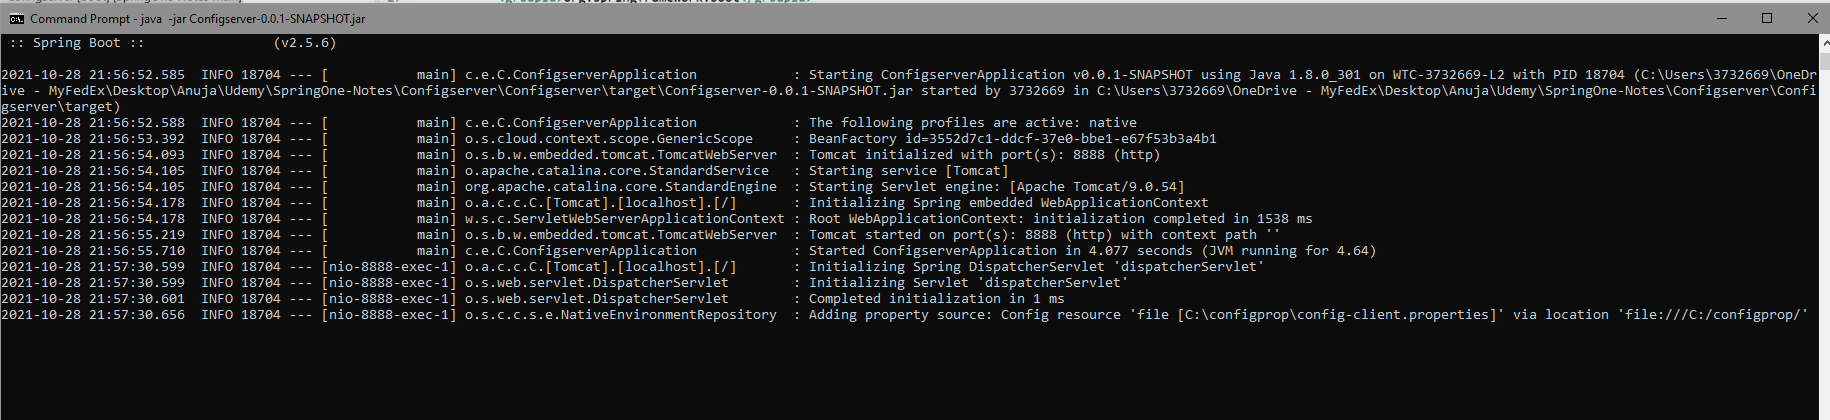 Command Prompt - java  -jar Configserver-0.0.1-SNAPSHOT.jar
 :: Spring Boot ::                (v2.5.6)
2021-10-28 21:56:52.585  INFO 18704 --- [           main] c.e.C.ConfigserverApplication            : Starting ConfigserverApplication v0.0.1-SNAPSHOT using Java 1.8.0_301 on WTC-3732669-L2 with PID 18704 (C:\Users\3732669\OneDr
ive - MyFedEx\Desktop\Anuja\Udemy\SpringOne-Notes\Configserver\Configserver\target\Configserver-0.0.1-SNAPSHOT.jar started by 3732669 in C:\Users\3732669\OneDrive - MyFedEx\Desktop\Anuja\Udemy\SpringOne-Notes\Configserver\Confi
gserver\target)
2021-10-28 21:56:52.588  INFO 18704 --- [           main] c.e.C.ConfigserverApplication            : The following profiles are active: native
2021-10-28 21:56:53.392  INFO 18704 --- [           main] o.s.cloud.context.scope.GenericScope     : BeanFactory id=3552d7c1-ddcf-37e0-bbe1-e67f53b3a4b1
2021-10-28 21:56:54.093  INFO 18704 --- [           main] o.s.b.w.embedded.tomcat.TomcatWebServer  : Tomcat initialized with port(s): 8888 (http)
2021-10-28 21:56:54.105  INFO 18704 --- [           main] o.apache.catalina.core.StandardService   : Starting service [Tomcat]
2021-10-28 21:56:54.105  INFO 18704 --- [           main] org.apache.catalina.core.StandardEngine  : Starting Servlet engine: [Apache Tomcat/9.0.54]
2021-10-28 21:56:54.178  INFO 18704 --- [           main] o.a.c.c.C.[Tomcat].[localhost].[/]       : Initializing Spring embedded WebApplicationContext
2021-10-28 21:56:54.178  INFO 18704 --- [           main] w.s.c.ServletWebServerApplicationContext : Root WebApplicationContext: initialization completed in 1538 ms
2021-10-28 21:56:55.219  INFO 18704 --- [           main] o.s.b.w.embedded.tomcat.TomcatWebServer  : Tomcat started on port(s): 8888 (http) with context path ''
2021-10-28 21:56:55.710  INFO 18704 --- [           main] c.e.C.ConfigserverApplication            : Started ConfigserverApplication in 4.077 seconds (JVM running for 4.64)
2021-10-28 21:57:30.599  INFO 18704 --- [nio-8888-exec-1] o.a.c.c.C.[Tomcat].[localhost].[/]       : Initializing Spring DispatcherServlet 'dispatcherServlet'
2021-10-28 21:57:30.599  INFO 18704 --- [nio-8888-exec-1] o.s.web.servlet.DispatcherServlet        : Initializing Servlet 'dispatcherServlet'
2021-10-28 21:57:30.601  INFO 18704 --- [nio-8888-exec-1] o.s.web.servlet.DispatcherServlet        : Completed initialization in 1 ms
2021-10-28 21:57:30.656  INFO 18704 --- [nio-8888-exec-1] o.s.c.c.s.e.NativeEnvironmentRepository  : Adding property source: Config resource 'file [C:\configprop\config-client.properties]' via location 'file:///C:/configprop/'